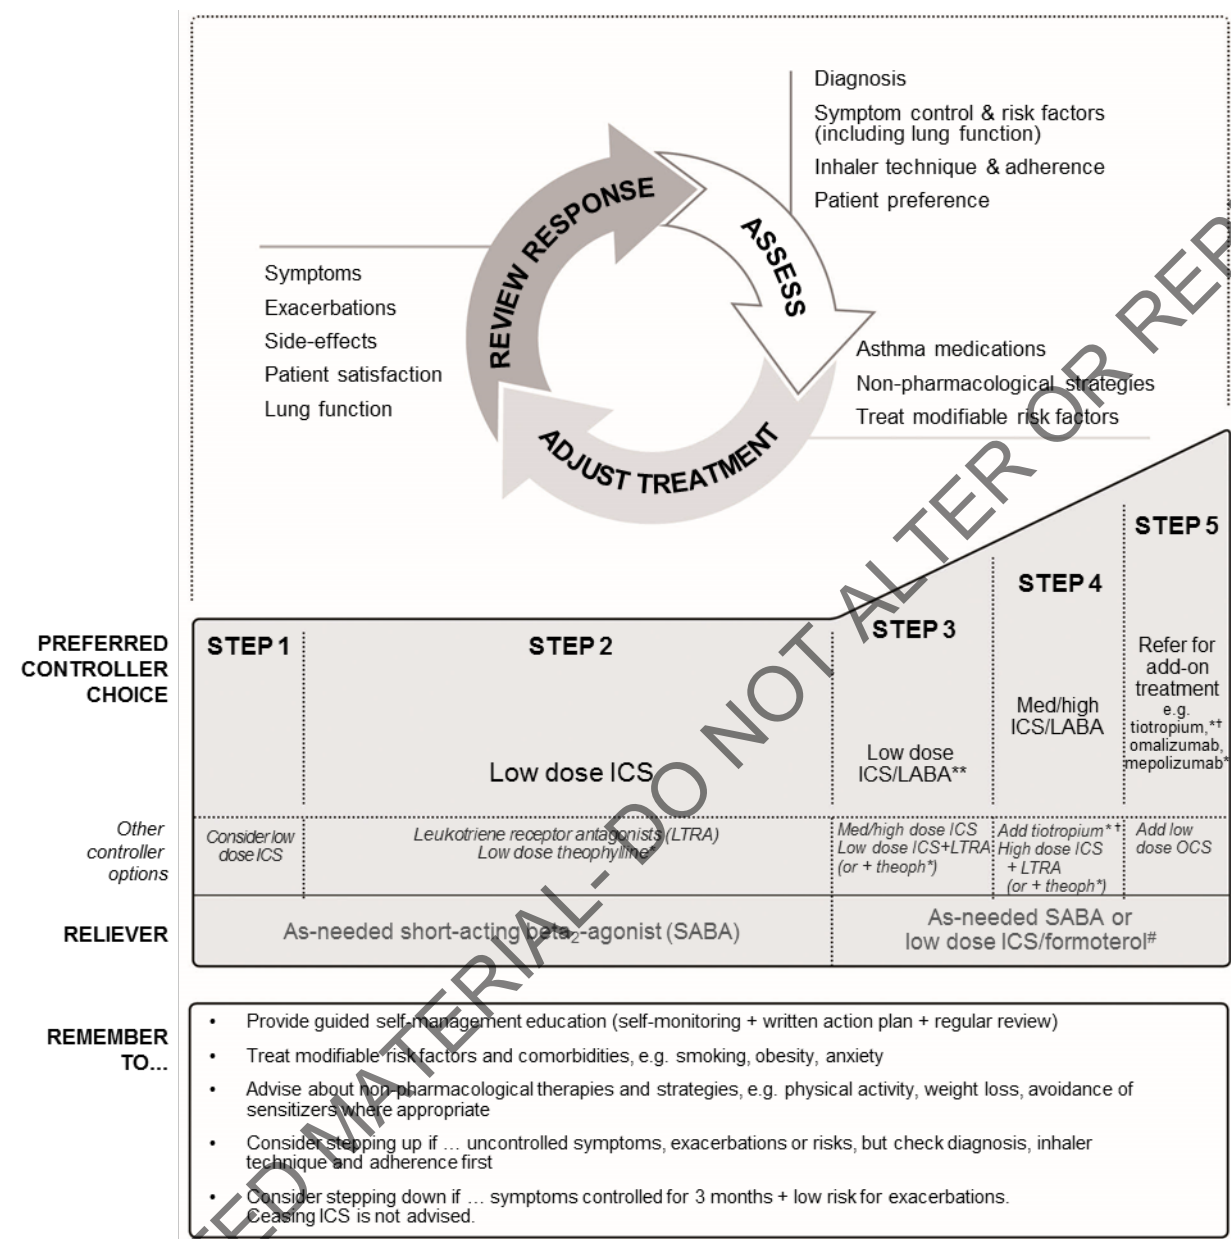 Diagnosis
Symptom control & risk factors
(including lung function)
Inhaler technique & adherence
Patient preference
REVIEW RESPONSE
ASSESS
ADJUST TREATMENT
Symptoms
Exacerbations
Side-effects
Patient satisfaction
Lung function
Asthma medications
Non-pharmacological strategies
Treat modifiable risk factors
PREFERRED
CONTROLLER
CHOICE
STEP 1
STEP 2
Low dose ICS
STEP 3
Low dose
ICS/LABA**
STEP 4
Med/high
ICS/LABA
STEP 5
Refer for
add-on
treatment
e.g.
tiotropium,*†
omalizumab,
mepolizumab*
Other
controller
options
Consider low
dose ICS
Leukotriene receptor antagonists (LTRA)
Low dose theophylline*
Med/high dose ICS
Low dose ICS+LTRA
(or + theoph*)
Add tiotropium*†
High dose ICS
+ LTRA
(or + theoph*)
Add low
dose OCS
RELIEVER
As-needed short-acting beta₂-agonist (SABA)
As-needed SABA or
low dose ICS/formoterol#
REMEMBER
TO...
• Provide guided self-management education (self-monitoring + written action plan + regular review)
• Treat modifiable risk factors and comorbidities, e.g. smoking, obesity, anxiety
• Advise about non-pharmacological therapies and strategies, e.g. physical activity, weight loss, avoidance of
sensitizers where appropriate
• Consider stepping up if … uncontrolled symptoms, exacerbations or risks, but check diagnosis, inhaler
technique and adherence first
• Consider stepping down if … symptoms controlled for 3 months + low risk for exacerbations.
Ceasing ICS is not advised.
MATERIAL- DO NOT ALTER OR